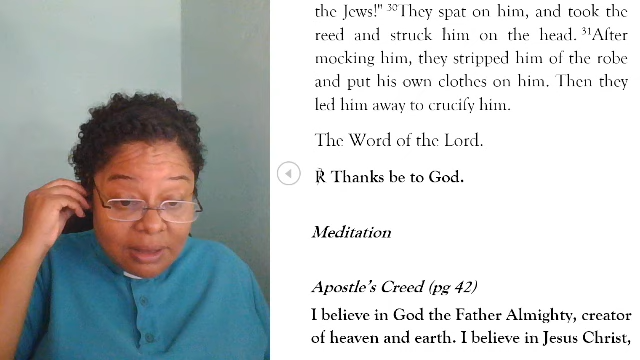 the Jews!" ³⁰They spat on him, and took the
reed and struck him on the head. ³¹After
mocking him, they stripped him of the robe
and put his own clothes on him. Then they
led him away to crucify him.
The Word of the Lord.
R Thanks be to God.
Meditation
Apostle's Creed (pg 42)
I believe in God the Father Almighty, creator
of heaven and earth. I believe in Jesus Christ,